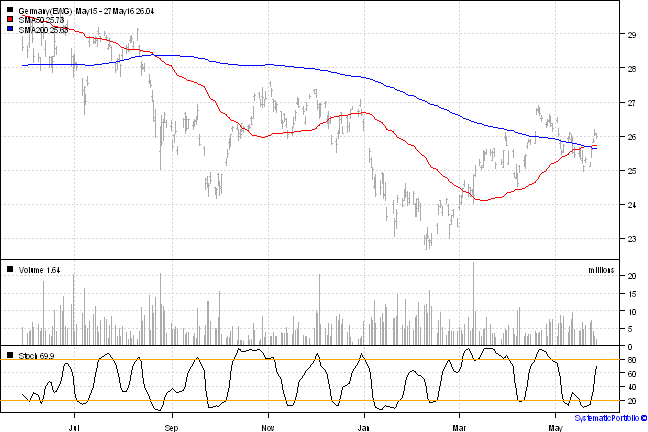 Germany(EWG) May15 - 27May16 26.04
SMA50 25.73
SMA200 25.65
29
28
27
26
25
24
23
Volume 1.64
millions
20
15
10
5
0
Stoch 69.9
80
60
40
20
Jul Sep Nov Jan Mar May
SystematicPortfolio ©